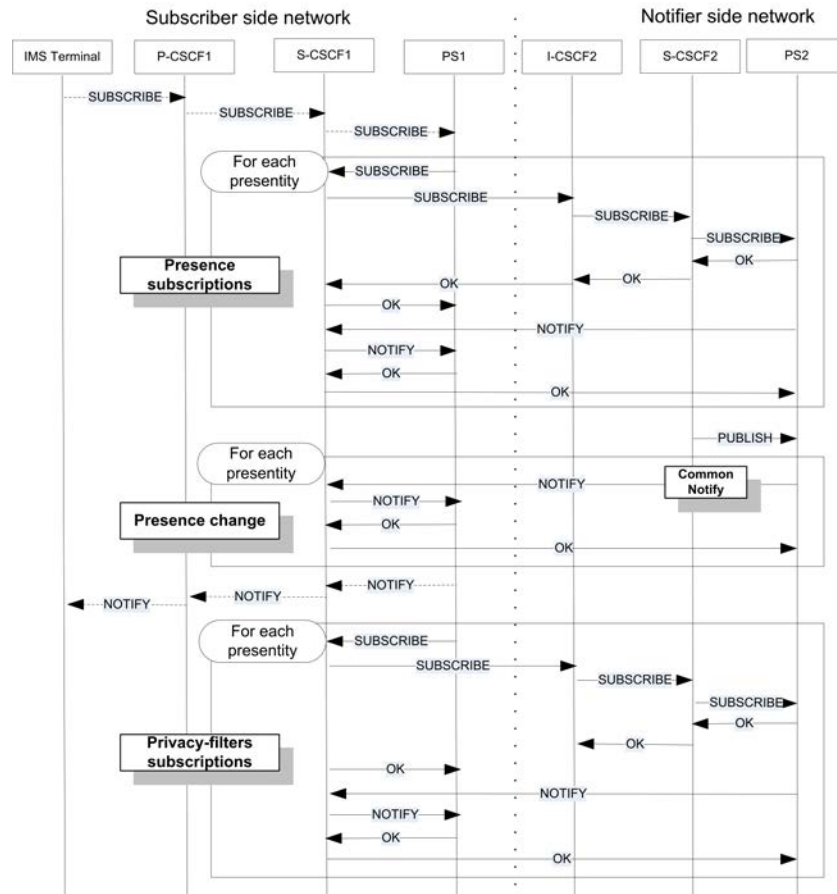 Subscriber side network
Notifier side network
IMS Terminal
P-CSCF1
S-CSCF1
PS1
I-CSCF2
S-CSCF2
PS2
SUBSCRIBE
SUBSCRIBE
SUBSCRIBE
For each
presentity
SUBSCRIBE
SUBSCRIBE
SUBSCRIBE
SUBSCRIBE
OK
Presence
subscriptions
OK
OK
OK
NOTIFY
NOTIFY
OK
OK
PUBLISH
For each
presentity
Common
Notify
NOTIFY
NOTIFY
Presence change
OK
OK
NOTIFY
NOTIFY
NOTIFY
For each
presentity
SUBSCRIBE
SUBSCRIBE
SUBSCRIBE
SUBSCRIBE
OK
Privacy-filters
subscriptions
OK
OK
NOTIFY
NOTIFY
OK
OK